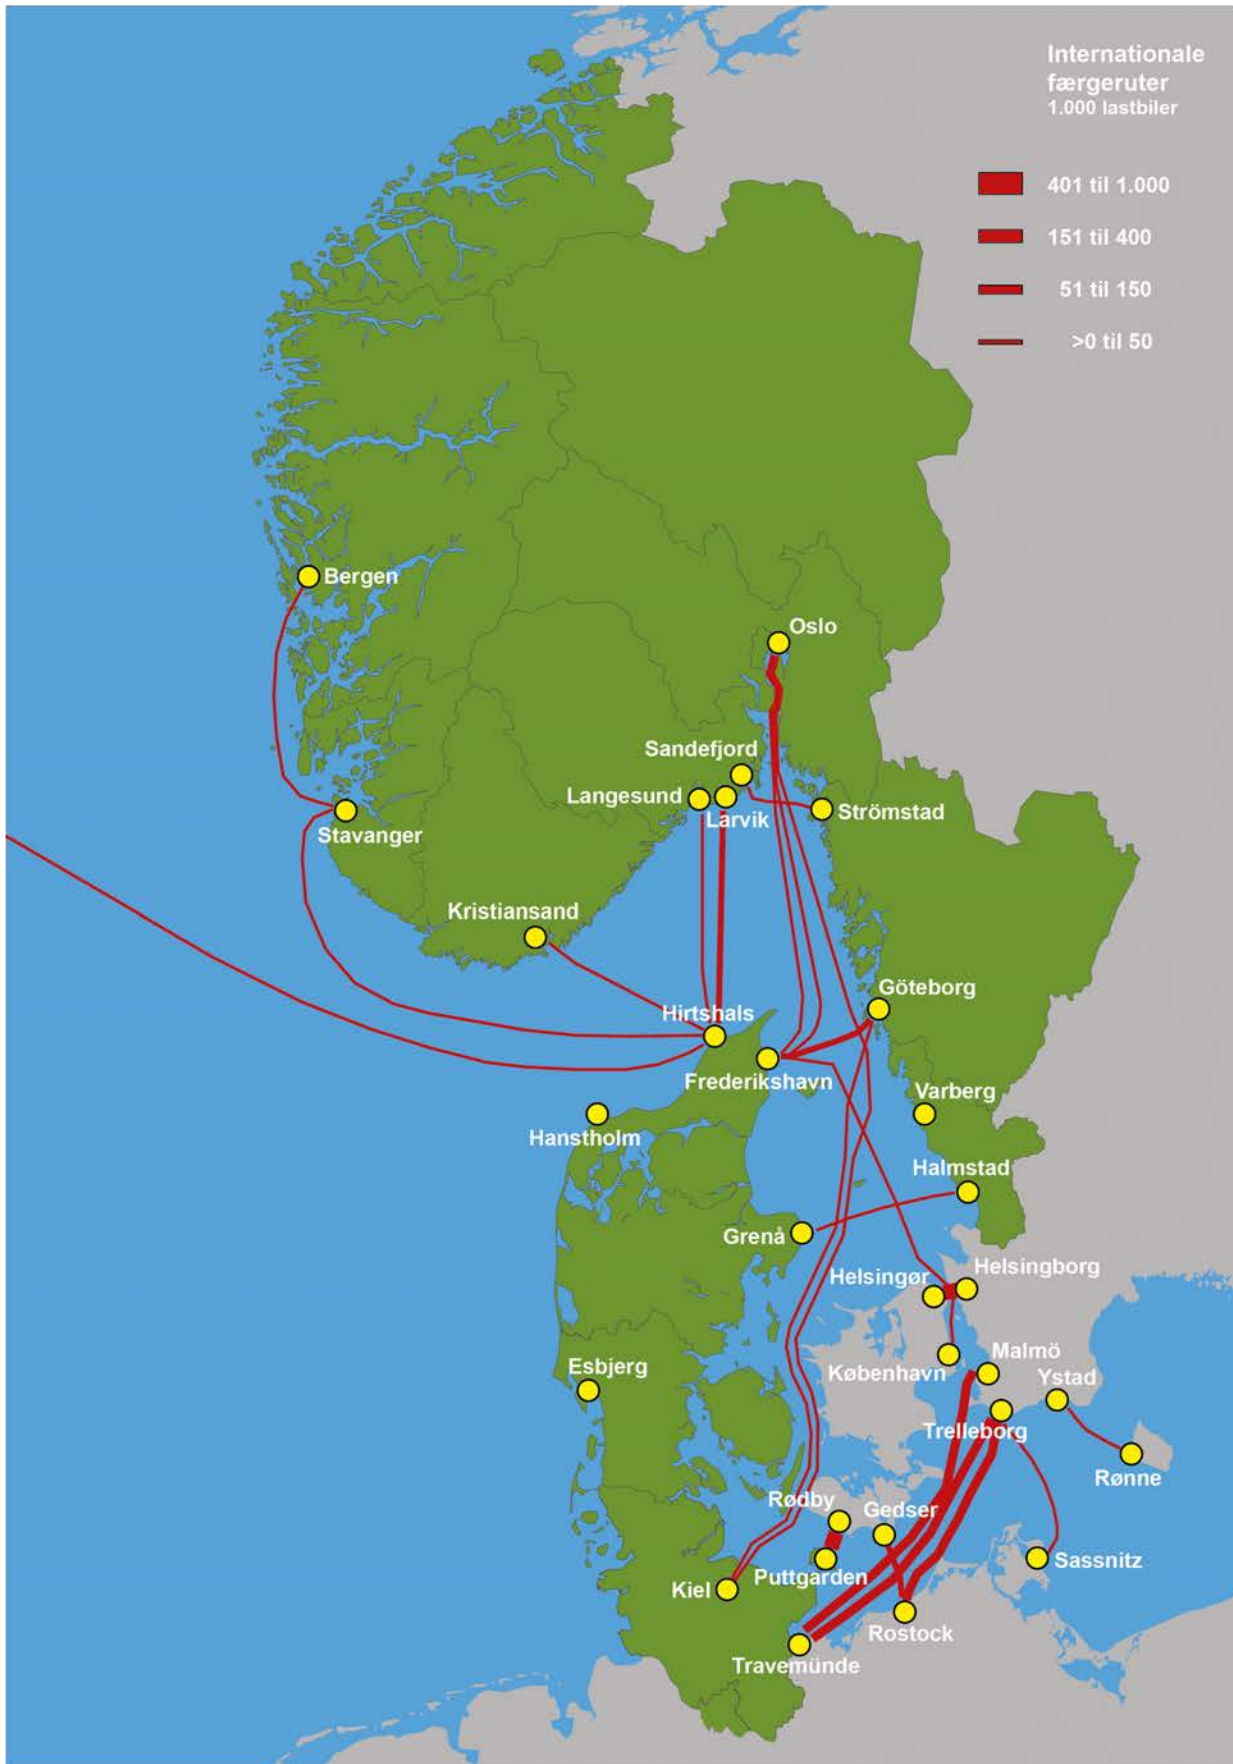 Internationale
færgeruter
1.000 lastbiler
401 til 1.000
151 til 400
51 til 150
>0 til 50
Bergen
Oslo
Sandefjord
Langesund
Larvik
Strömstad
Stavanger
Kristiansand
Göteborg
Hirtshals
Frederikshavn
Varberg
Hanstholm
Halmstad
Grenå
Helsingør
Helsingborg
Malmö
Esbjerg
København
Ystad
Trelleborg
Rønne
Rødby
Gedser
Sassnitz
Puttgarden
Kiel
Rostock
Travemünde